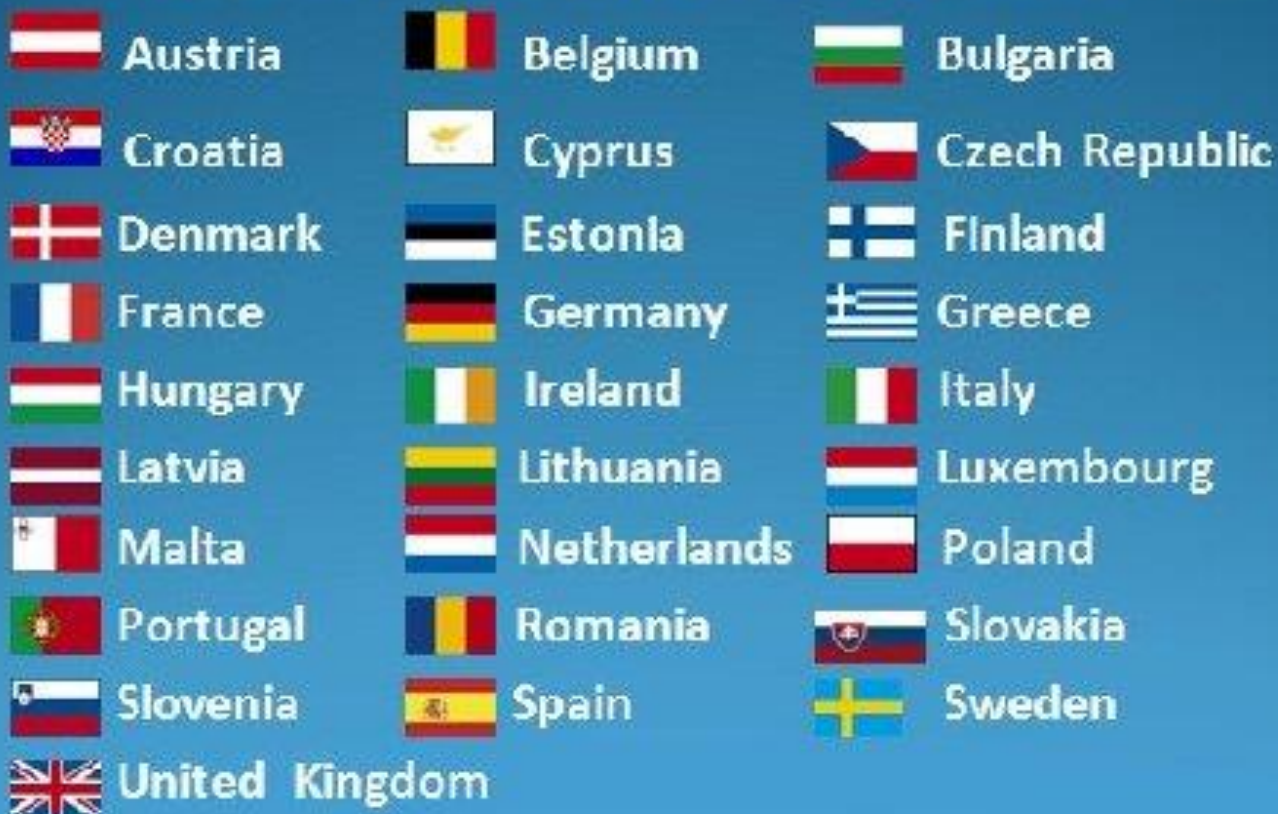 Austria Belgium Bulgaria
Croatia Cyprus Czech Republic
Denmark Estonia Finland
France Germany Greece
Hungary Ireland Italy
Latvia Lithuania Luxembourg
Malta Netherlands Poland
Portugal Romania Slovakia
Slovenia Spain Sweden
United Kingdom